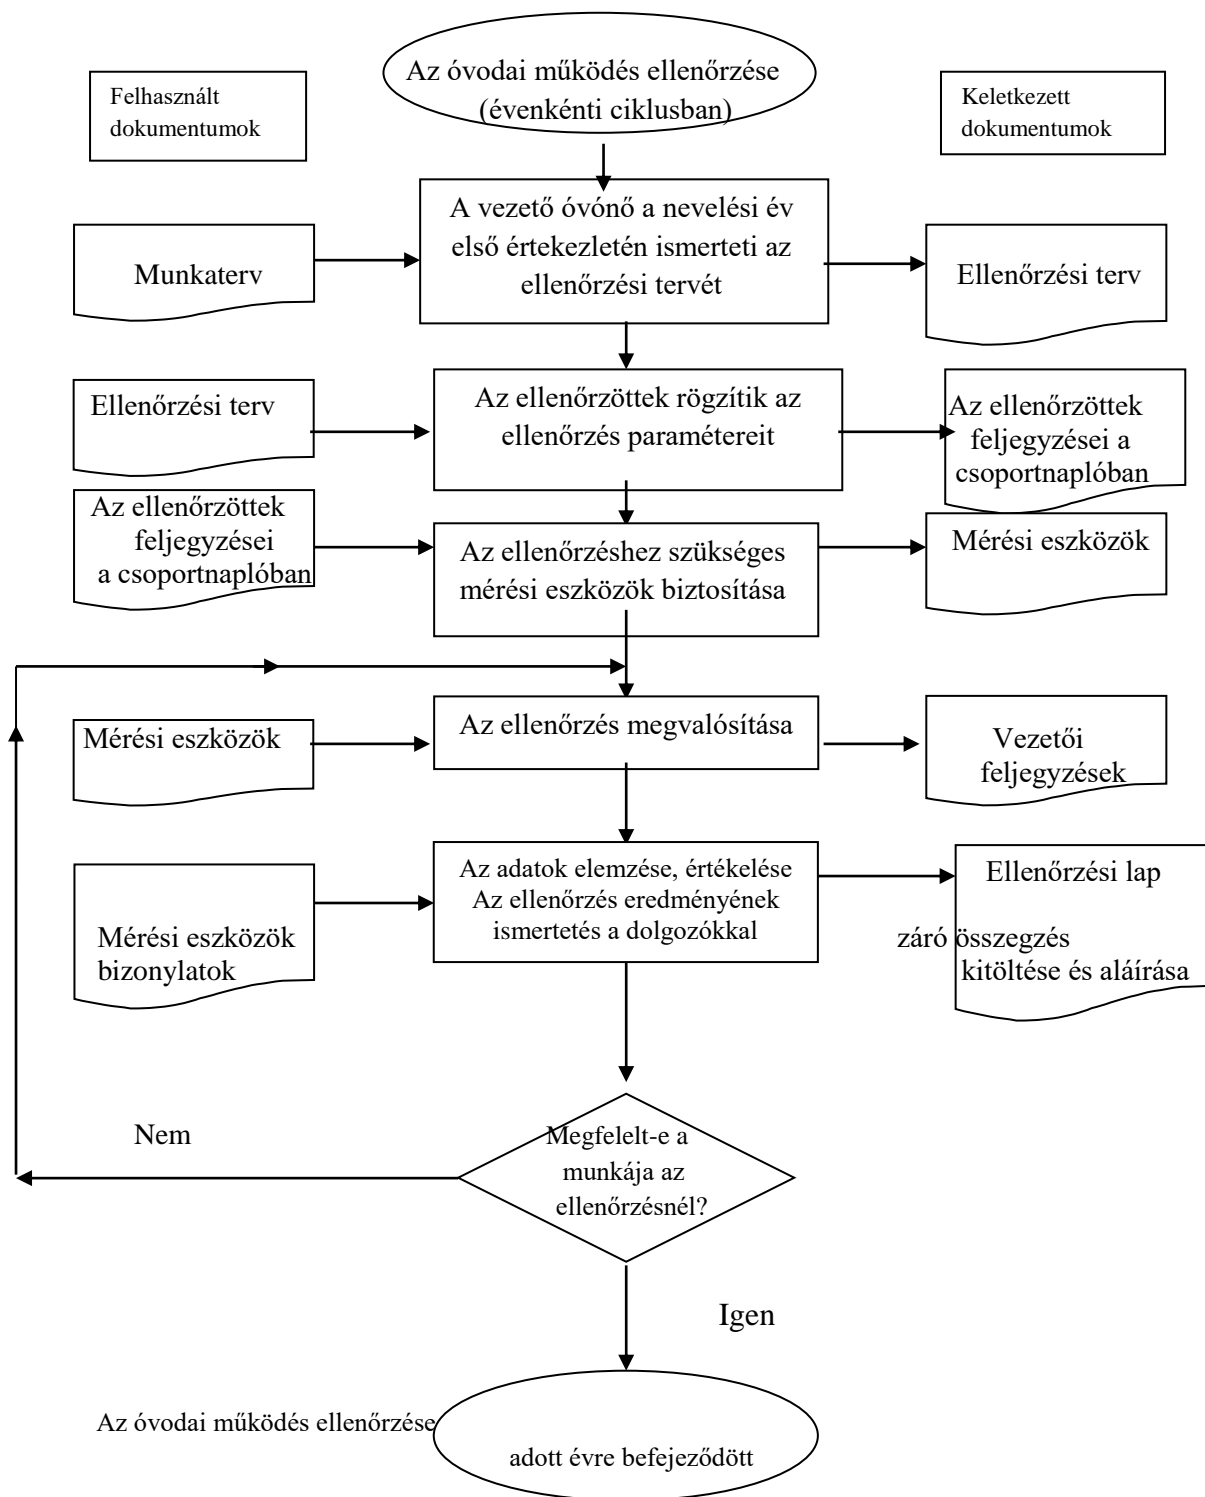 Az óvodai működés ellenőrzése
(évenkénti ciklusban)
Felhasznált
dokumentumok
Keletkezett
dokumentumok
Munkaterv
A vezető óvónő a nevelési év
első értekezletén ismerteti az
ellenőrzési tervét
Ellenőrzési terv
Ellenőrzési terv
Az ellenőrzöttek rögzítik az
ellenőrzés paramétereit
Az ellenőrzöttek
feljegyzései a
csoportnaplóban
Az ellenőrzöttek
feljegyzései
a csoportnaplóban
Az ellenőrzéshez szükséges
mérési eszközök biztosítása
Mérési eszközök
Mérési eszközök
Az ellenőrzés megvalósítása
Vezetői
feljegyzések
Mérési eszközök
bizonylatok
Az adatok elemzése, értékelése
Az ellenőrzés eredményének
ismertetés a dolgozókkal
Ellenőrzési lap
záró összegzés
kitöltése és aláírása
Nem
Megfelelt-e a
munkája az
ellenőrzésnél?
Igen
Az óvodai működés ellenőrzése
adott évre befejeződött